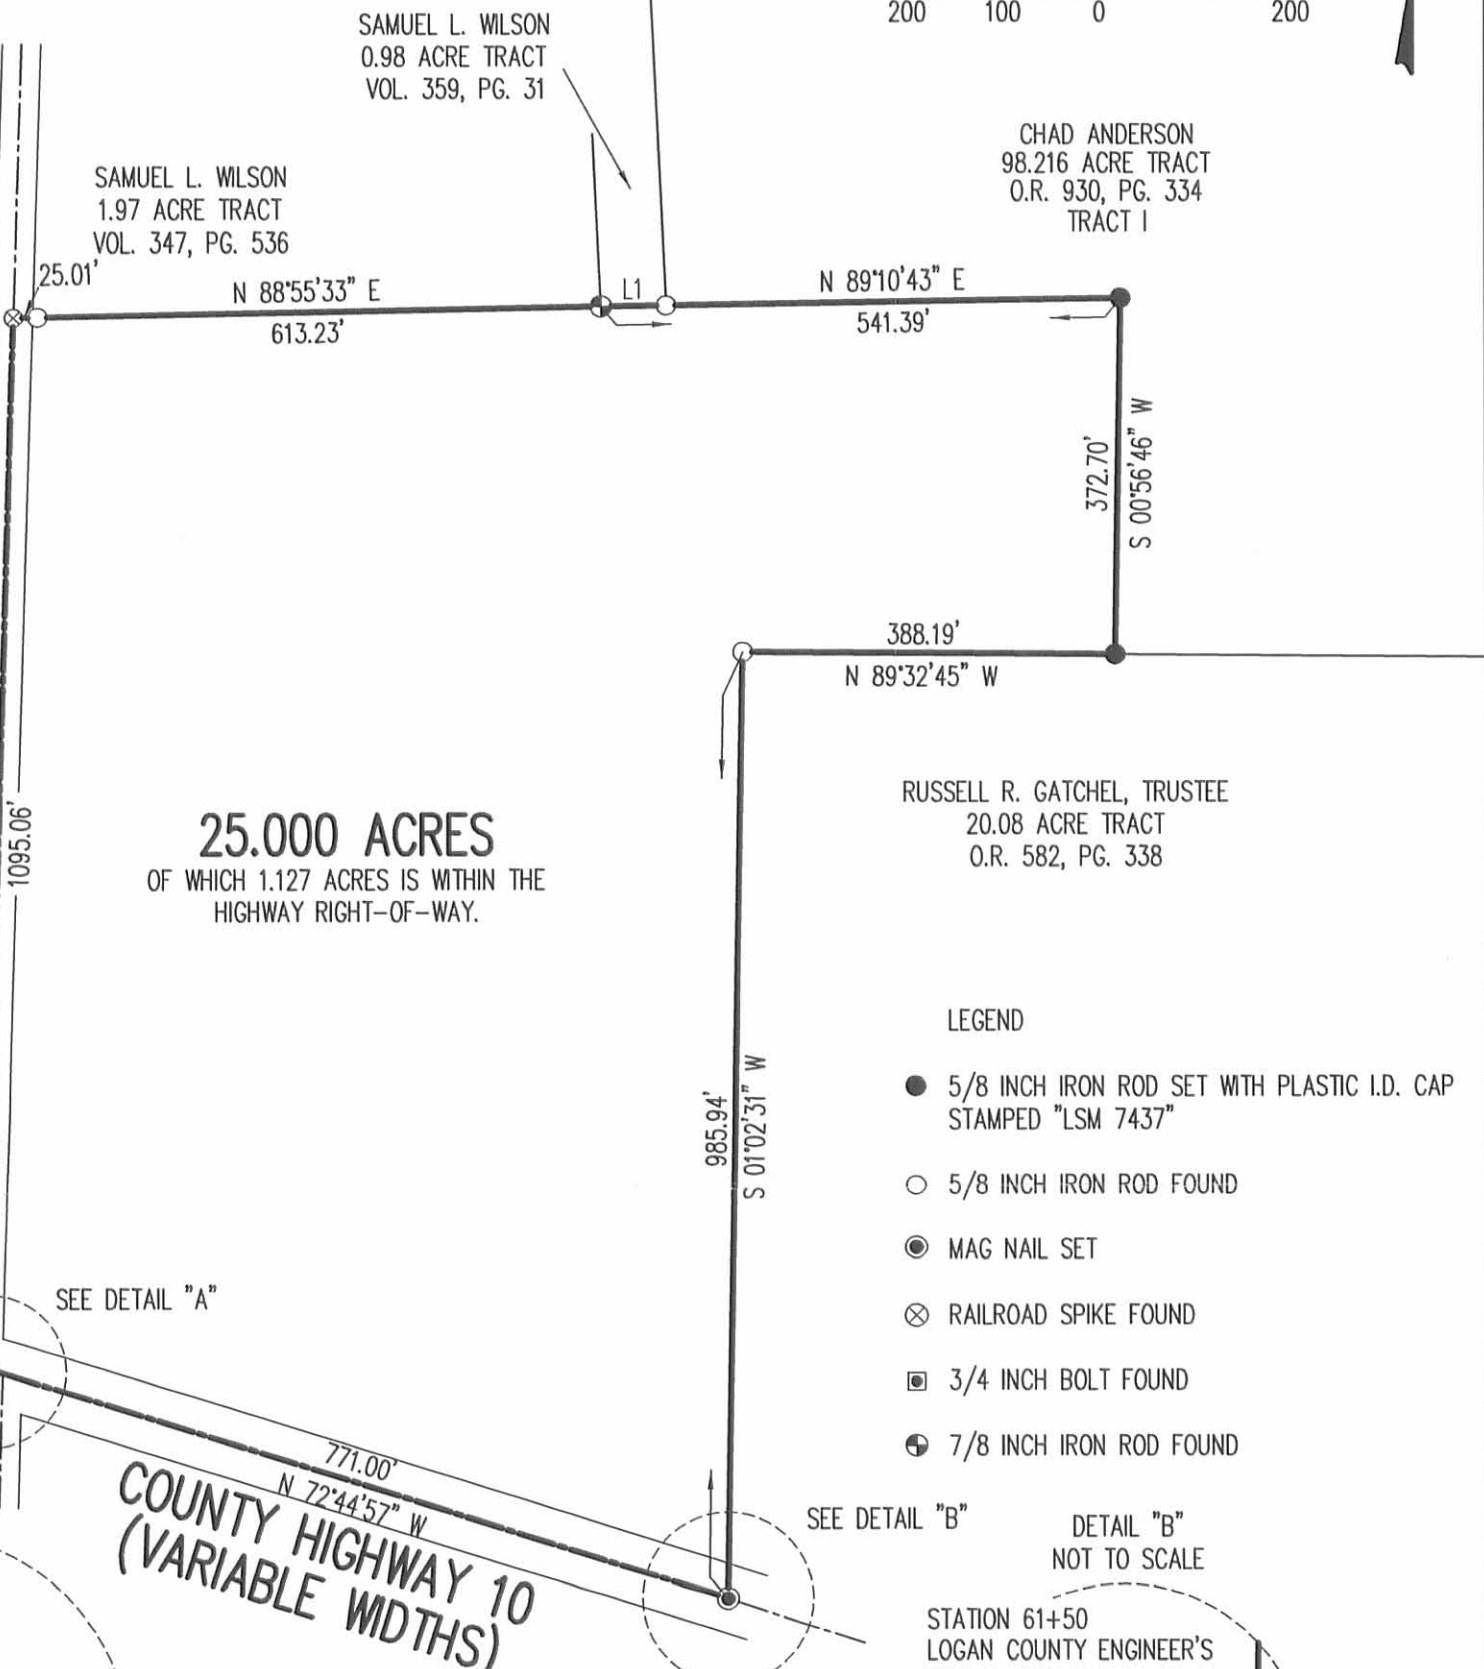 200 100 0 200
SAMUEL L. WILSON
0.98 ACRE TRACT
VOL. 359, PG. 31
CHAD ANDERSON
98.216 ACRE TRACT
O.R. 930, PG. 334
TRACT I
SAMUEL L. WILSON
1.97 ACRE TRACT
VOL. 347, PG. 536
25.01'
N 88°55'33" E
613.23'
L1
N 89°10'43" E
541.39'
372.70'
S 00°56'46" W
388.19'
N 89°32'45" W
RUSSELL R. GATCHEL, TRUSTEE
20.08 ACRE TRACT
O.R. 582, PG. 338
1095.06'
25.000 ACRES
OF WHICH 1.127 ACRES IS WITHIN THE
HIGHWAY RIGHT-OF-WAY.
985.94'
S 01°02'31" W
LEGEND
5/8 INCH IRON ROD SET WITH PLASTIC I.D. CAP
STAMPED "LSM 7437"
5/8 INCH IRON ROD FOUND
MAG NAIL SET
RAILROAD SPIKE FOUND
3/4 INCH BOLT FOUND
7/8 INCH IRON ROD FOUND
SEE DETAIL "A"
771.00'
N 72°44'57" W
COUNTY HIGHWAY 10
(VARIABLE WIDTHS)
SEE DETAIL "B"
DETAIL "B"
NOT TO SCALE
STATION 61+50
LOGAN COUNTY ENGINEER'S